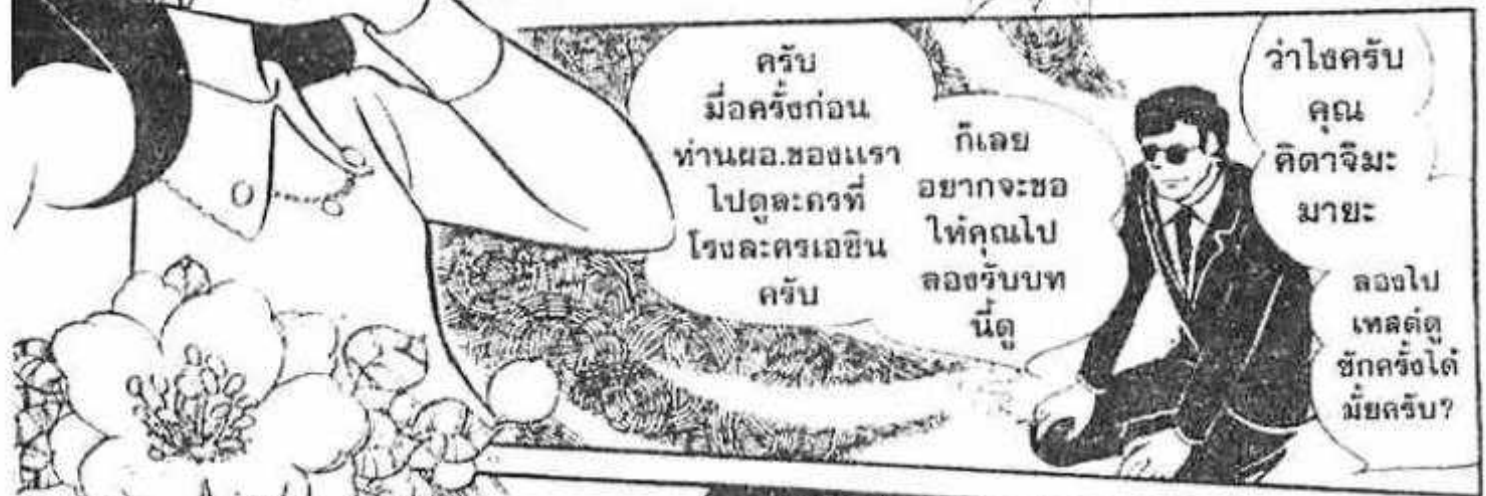 ครับ
มื่อครั้งก่อน
ท่านผอ.ของแรา
ไปดูละครที่
โรงละครเอชิน
ครับ
ก็เลย
อยากจะขอ
ให้คุณไป
ลองรับบท
นี้ดู
ว่าไงครับ
คุณ
คิตาจิมะ
มายะ
ลองไป
เทสต์ดู
ซักครั้งได้
มั้ยครับ?